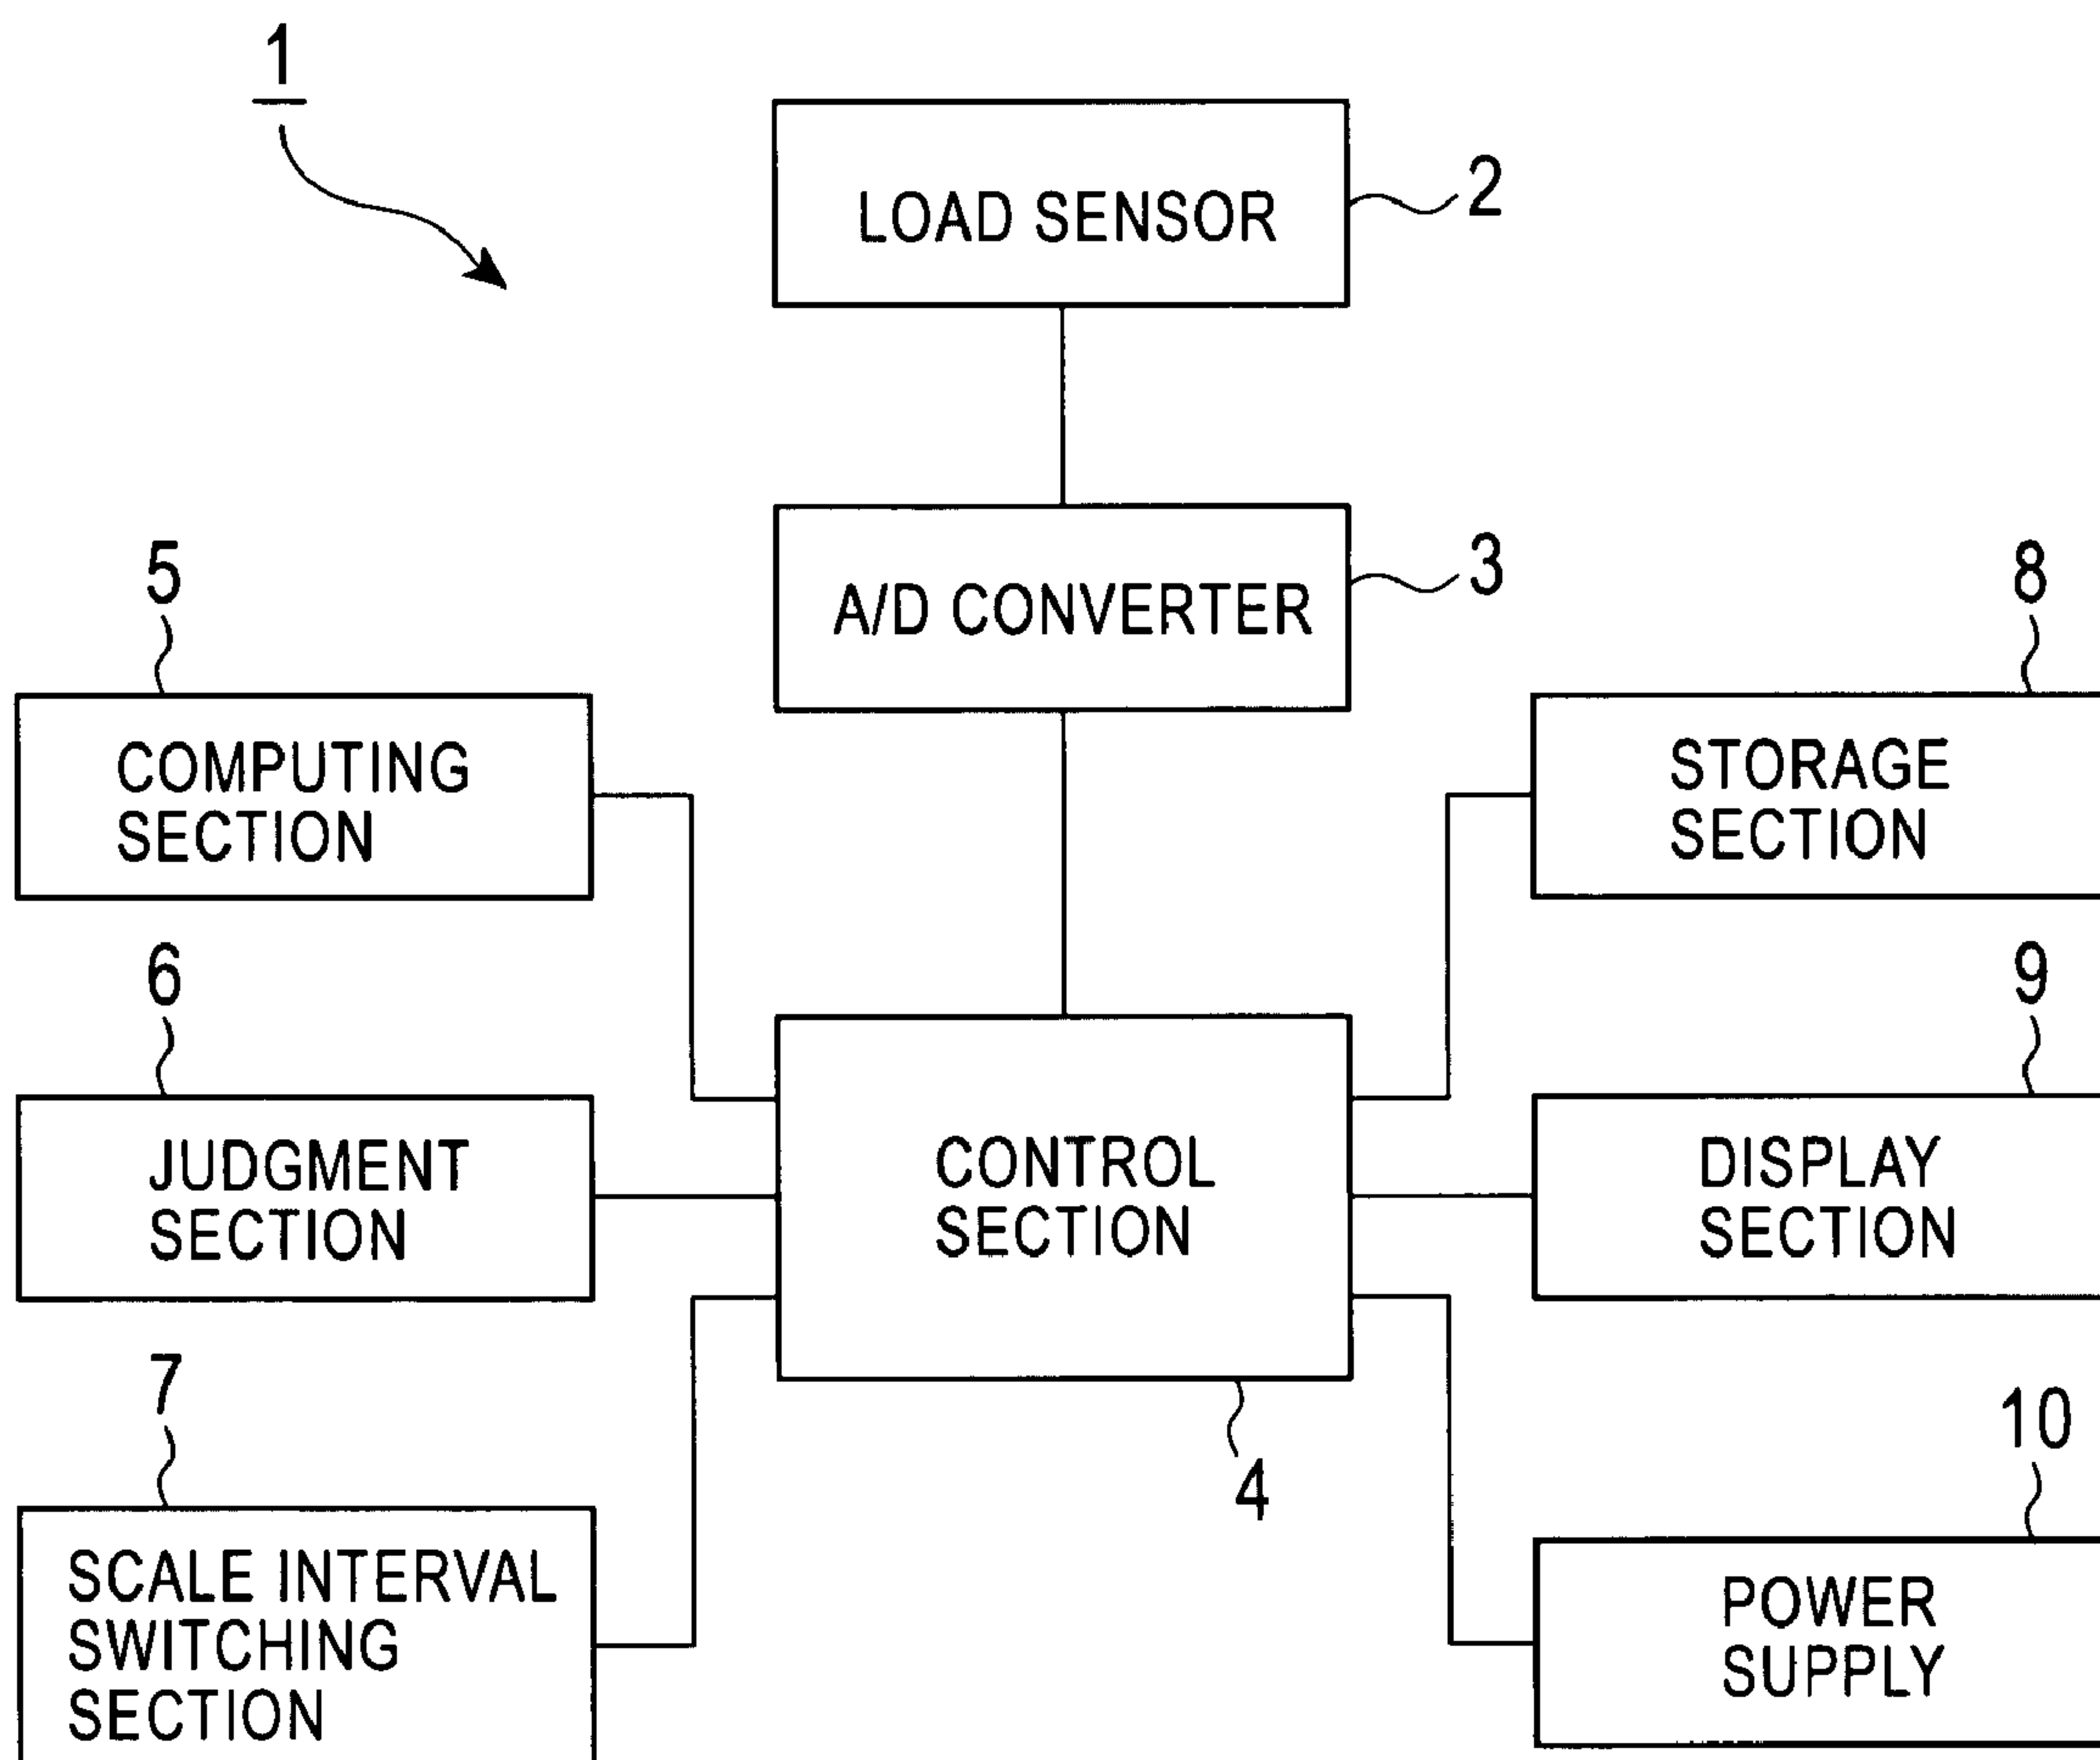 1
LOAD SENSOR
2
A/D CONVERTER
3
5
COMPUTING
SECTION
8
STORAGE
SECTION
6
JUDGMENT
SECTION
CONTROL
SECTION
4
9
DISPLAY
SECTION
7
SCALE INTERVAL
SWITCHING
SECTION
10
POWER
SUPPLY